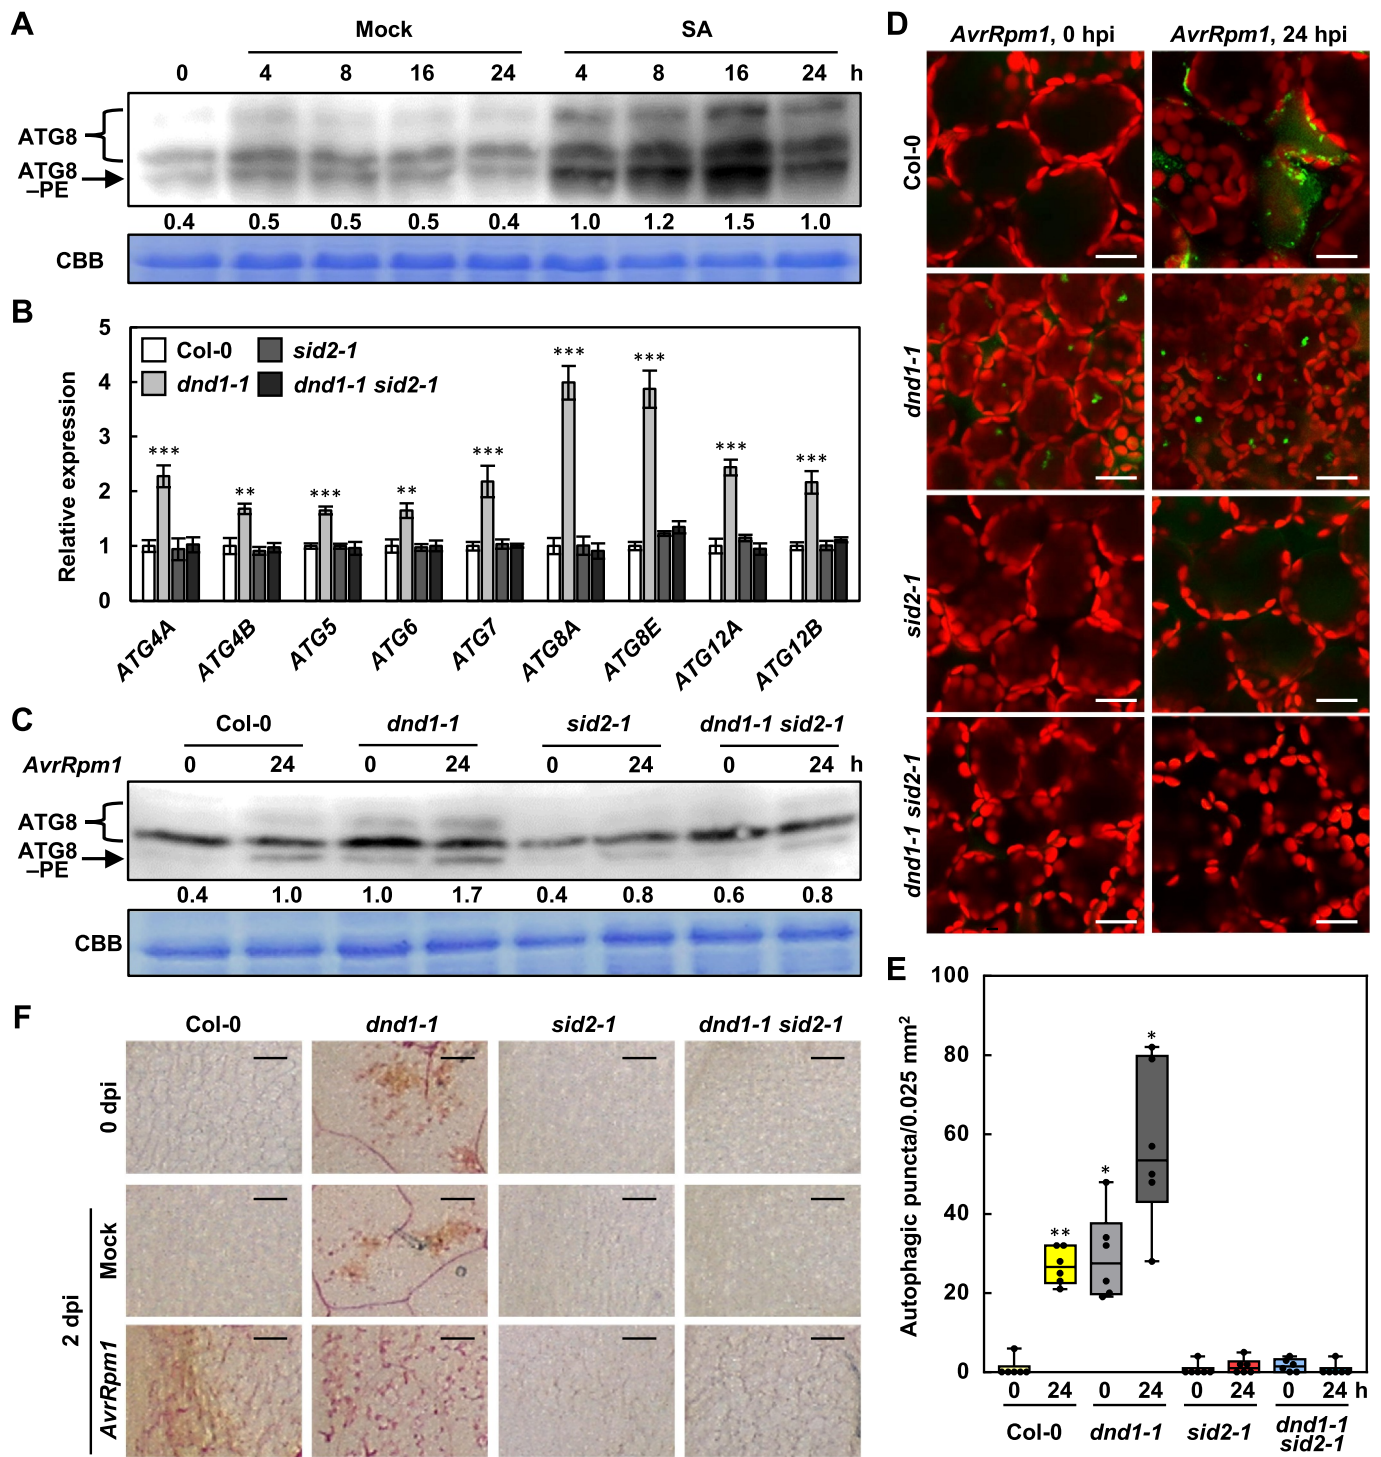 A
Mock
SA
0
4
8
16
24
4
8
16
24
h
ATG8
ATG8
–PE
0.4
0.5
0.5
0.5
0.4
1.0
1.2
1.5
1.0
CBB
B
Relative expression
5
4
3
2
1
0
Col-0
sid2-1
dnd1-1
dnd1-1 sid2-1
***
**
***
**
***
***
***
***
***
ATG4A
ATG4B
ATG5
ATG6
ATG7
ATG8A
ATG8E
ATG12A
ATG12B
C
Col-0
dnd1-1
sid2-1
dnd1-1 sid2-1
AvrRpm1
0
24
0
24
0
24
0
24
h
ATG8
ATG8
–PE
0.4
1.0
1.0
1.7
0.4
0.8
0.6
0.8
CBB
D
AvrRpm1, 0 hpi
AvrRpm1, 24 hpi
Col-0
dnd1-1
sid2-1
dnd1-1 sid2-1
E
Autophagic puncta/0.025 mm2
100
80
60
40
20
0
**
*
*
0
24
0
24
0
24
0
24
h
Col-0
dnd1-1
sid2-1
dnd1-1
sid2-1
F
Col-0
dnd1-1
sid2-1
dnd1-1 sid2-1
0 dpi
2 dpi
Mock
AvrRpm1